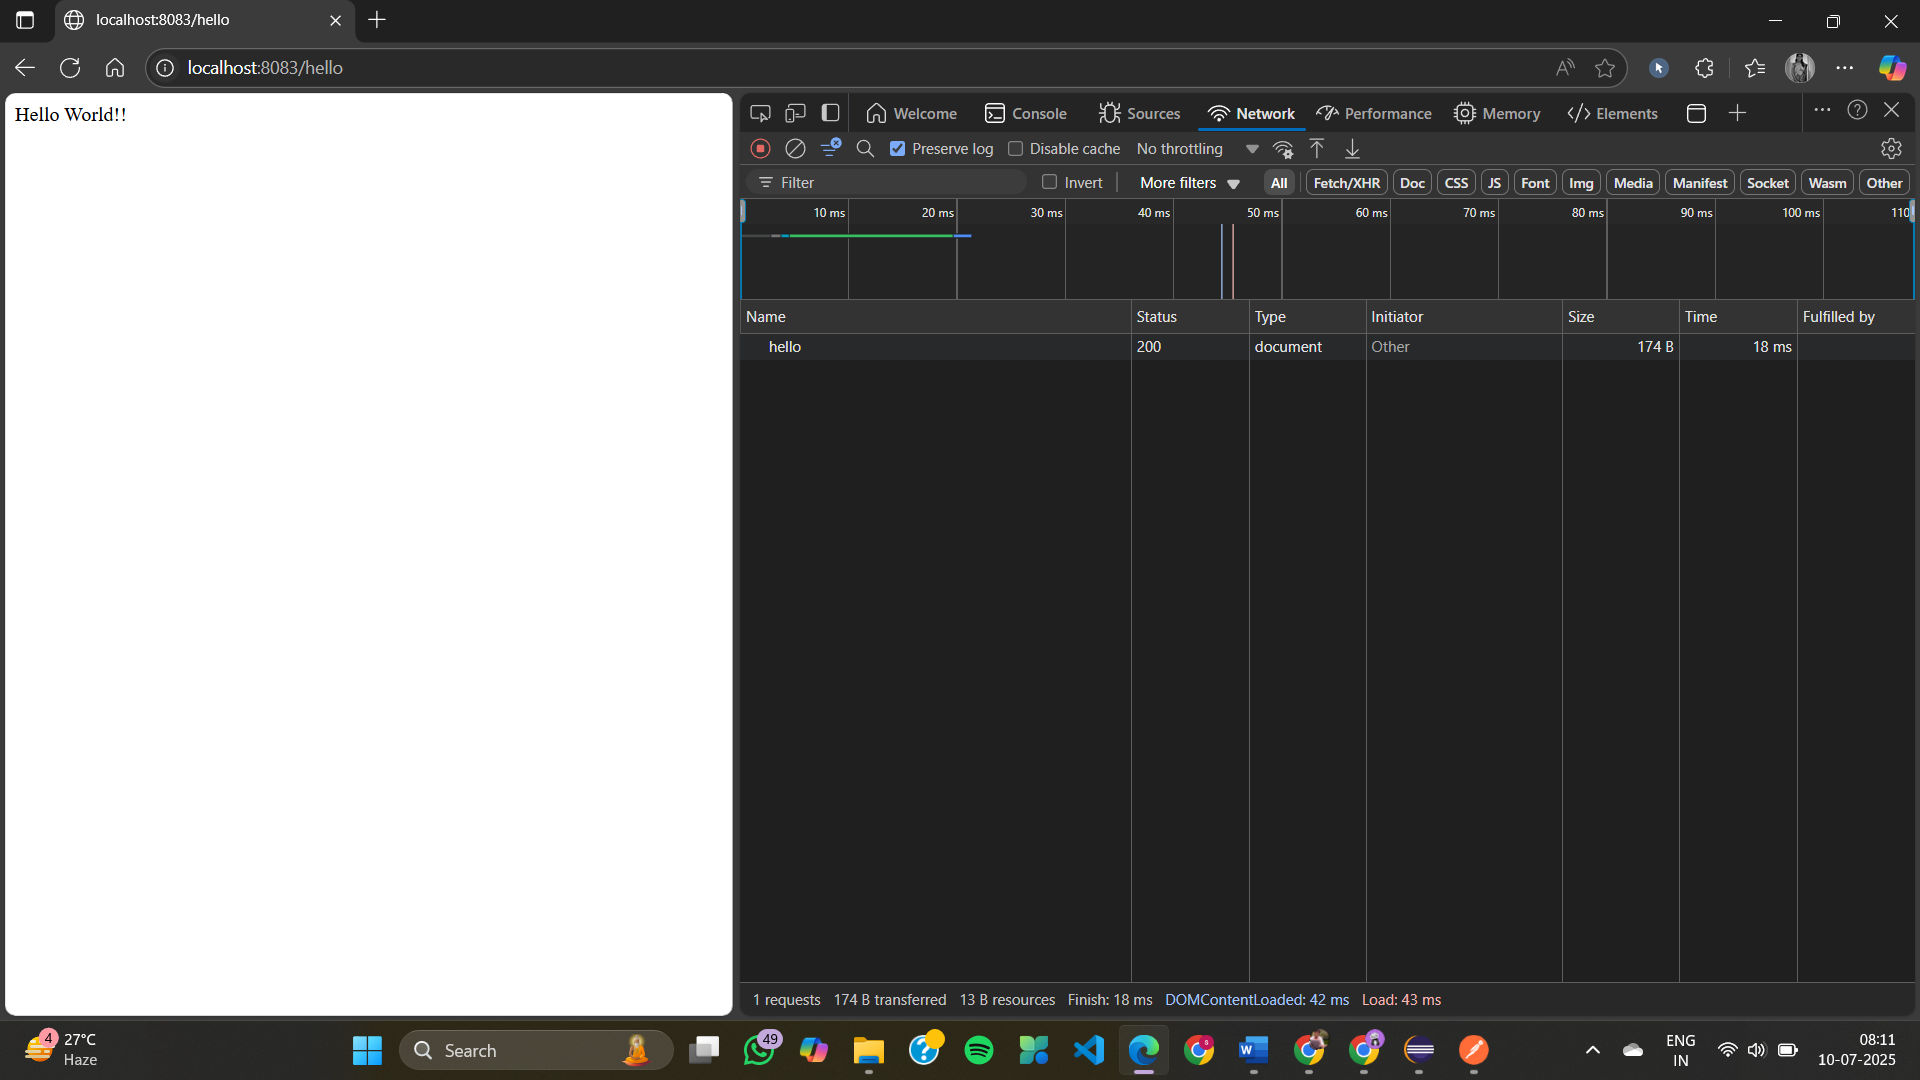 localhost:8083/hello
localhost:8083/hello
Hello World!!
Welcome Console Sources Network Performance Memory Elements
Preserve log Disable cache No throttling
Filter Invert More filters All Fetch/XHR Doc CSS JS Font Img Media Manifest Socket Wasm Other
10 ms 20 ms 30 ms 40 ms 50 ms 60 ms 70 ms 80 ms 90 ms 100 ms 110
Name Status Type Initiator Size Time Fulfilled by
hello 200 document Other 174 B 18 ms
1 requests 174 B transferred 13 B resources Finish: 18 ms DOMContentLoaded: 42 ms Load: 43 ms
4 27°C
Haze
Search
49
8
ENG
IN
08:11
10-07-2025